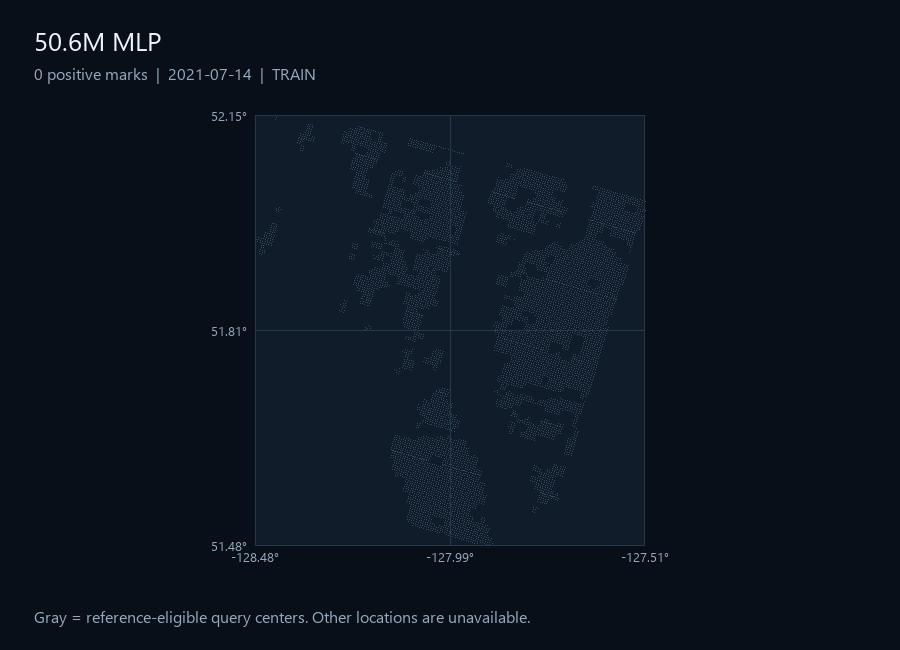 50.6M MLP
0 positive marks | 2021-07-14 | TRAIN
52.15°
51.81°
51.48°
-128.48°
-127.99°
-127.51°
Gray = reference-eligible query centers. Other locations are unavailable.